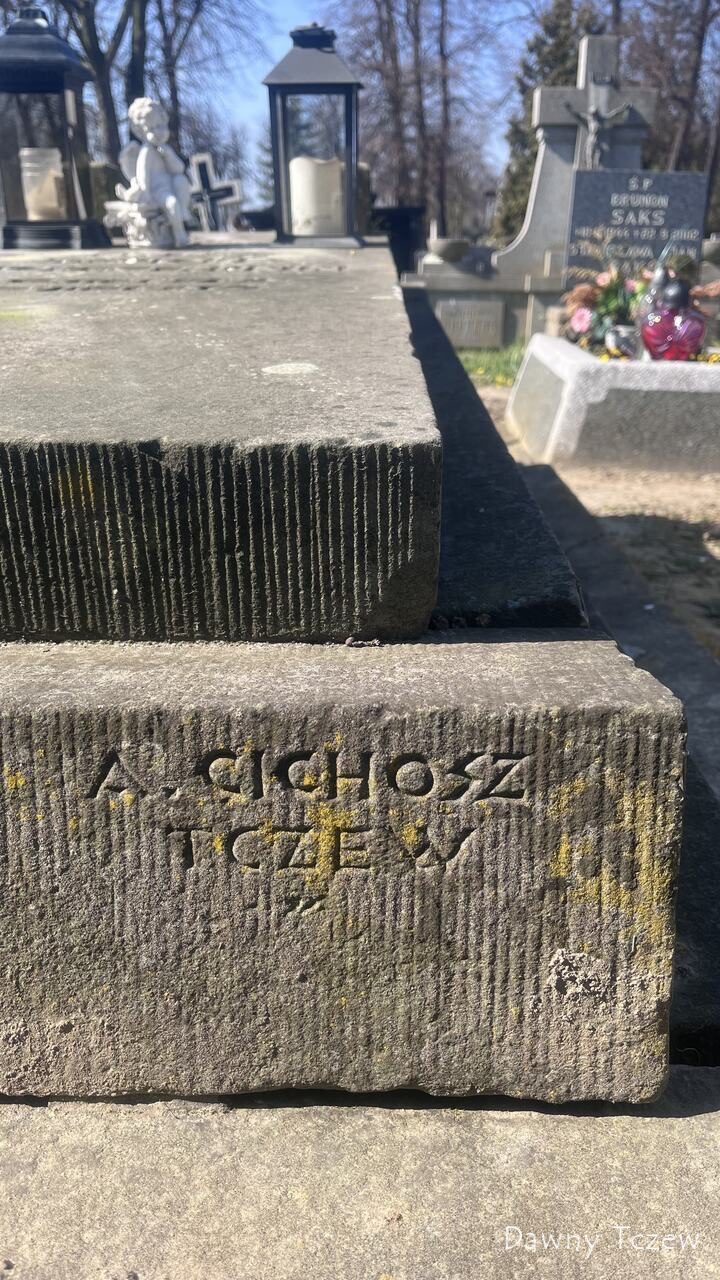 Ś.P
BRUNON
SAKS
A. CICHOSZ
TCZEW
Dawny Tczew